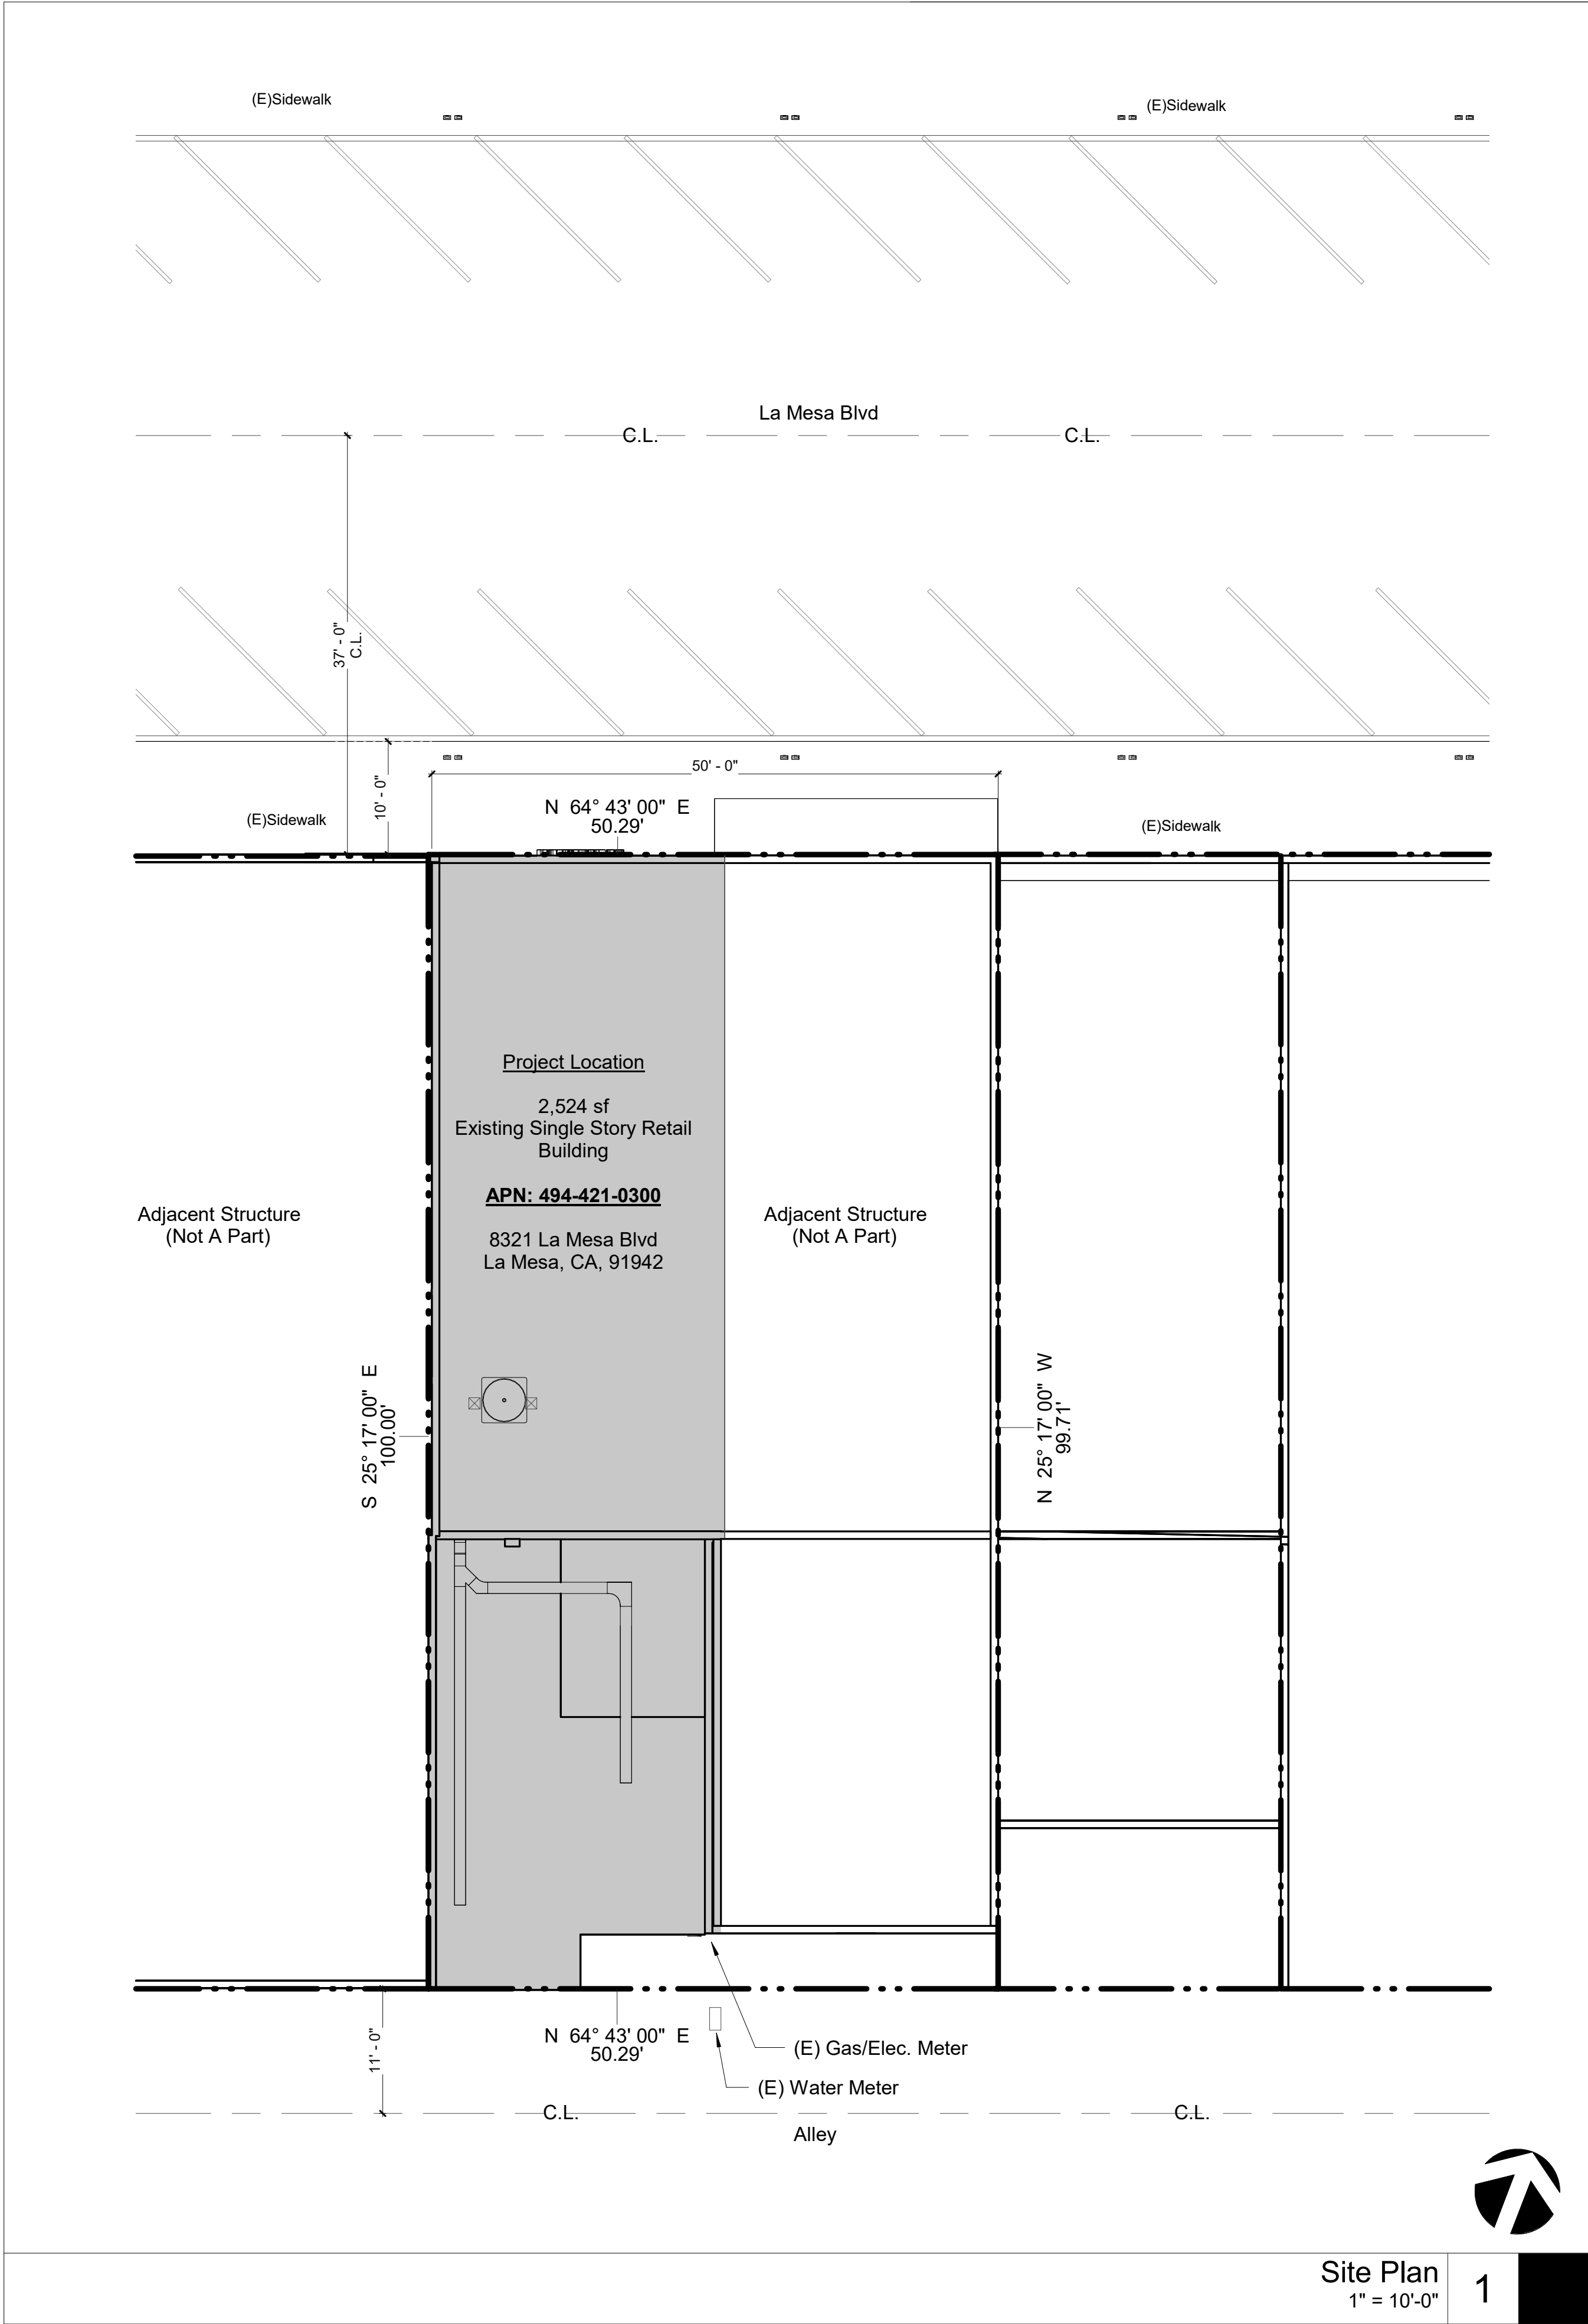 (E)Sidewalk
(E)Sidewalk
La Mesa Blvd
C.L.
C.L.
37' - 0"
C.L.
50' - 0"
10' - 0"
N 64° 43' 00" E
50.29'
(E)Sidewalk
(E)Sidewalk
Project Location
2,524 sf
Existing Single Story Retail
Building
APN: 494-421-0300
8321 La Mesa Blvd
La Mesa, CA, 91942
Adjacent Structure
(Not A Part)
Adjacent Structure
(Not A Part)
S 25° 17' 00" E
100.00'
N 25° 17' 00" W
99.71'
11' - 0"
N 64° 43' 00" E
50.29'
(E) Gas/Elec. Meter
(E) Water Meter
C.L.
C.L.
Alley
Site Plan
1" = 10'-0"
1